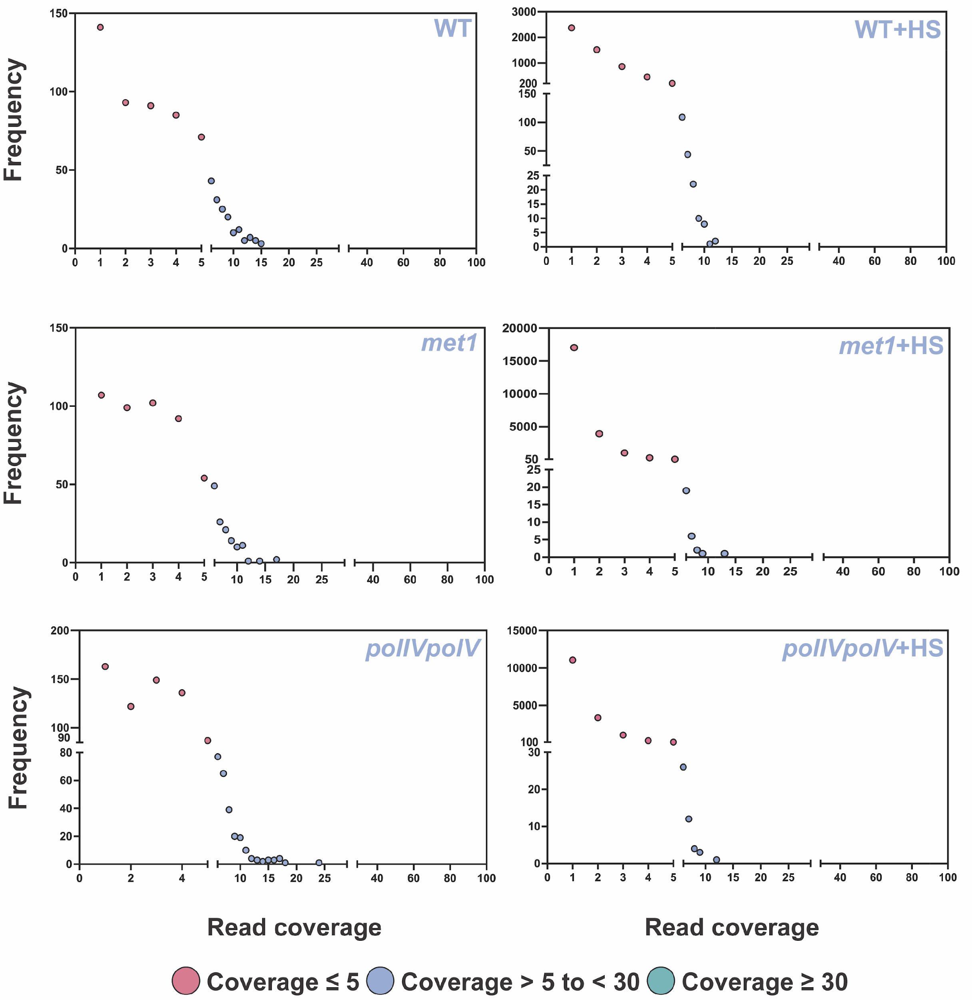 WT
Frequency
150
100
50
0
0 1 2 3 4 5 10 15 20 25 40 60 80 100
WT+HS
3000
2000
1000
200
150
100
50
25
20
15
10
5
0
0 1 2 3 4 5 10 15 20 25 40 60 80 100
met1
Frequency
150
100
50
0
0 1 2 3 4 5 10 15 20 25 40 60 80 100
met1+HS
20000
15000
10000
5000
50
25
20
15
10
5
0
0 1 2 3 4 5 10 15 20 25 40 60 80 100
polIVpolV
Frequency
200
150
100
90
80
60
40
20
0
0 2 4 10 15 20 25 40 60 80 100
polIVpolV+HS
15000
10000
5000
100
30
20
10
0
0 1 2 3 4 5 10 15 20 25 40 60 80 100
Read coverage
Read coverage
Coverage ≤ 5 Coverage > 5 to < 30 Coverage ≥ 30